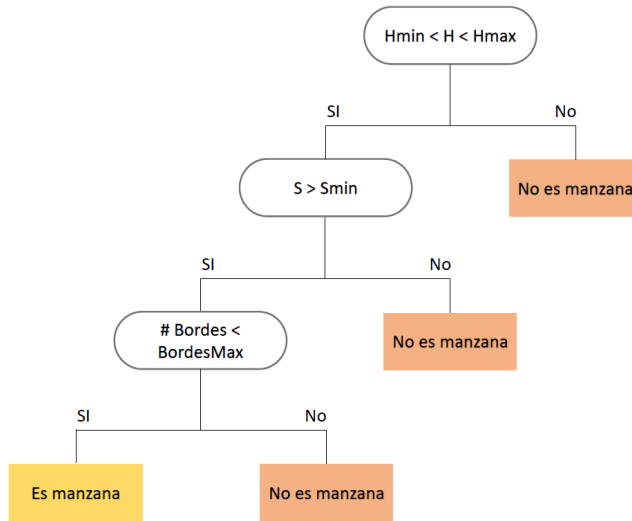 Hmin < H < Hmax
SI
No
S > Smin
No es manzana
SI
No
# Bordes <
BordesMax
No es manzana
SI
No
Es manzana
No es manzana